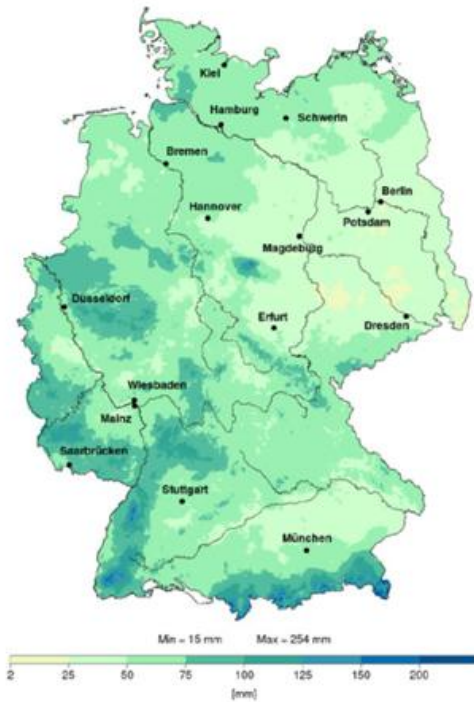 Kiel
Hamburg
Schwerin
Bremen
Berlin
Hannover
Potsdam
Magdeburg
Düsseldorf
Erfurt
Dresden
Wiesbaden
Mainz
Saarbrücken
Stuttgart
München
Min = 15 mm Max = 254 mm
2 25 50 75 100 125 150 200
[mm]